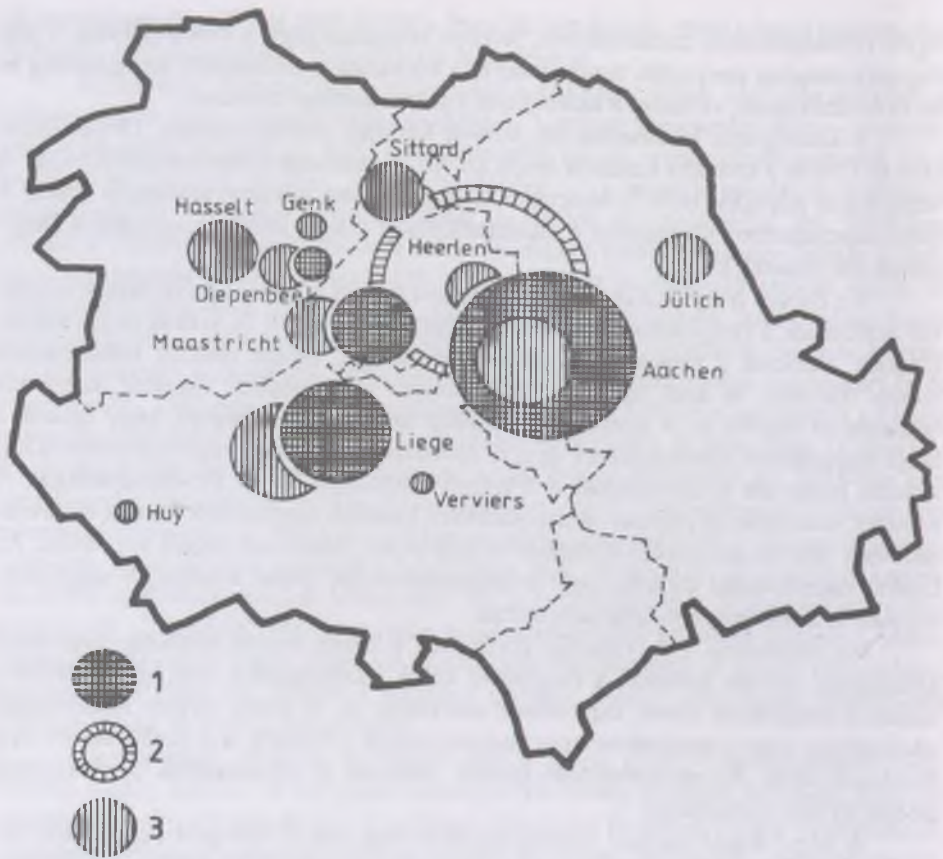 Sittard
Hasselt
Genk
Heerlen
Diepenbeek
Jülich
Maastricht
Aachen
Liege
Verviers
Huy
1
2
3